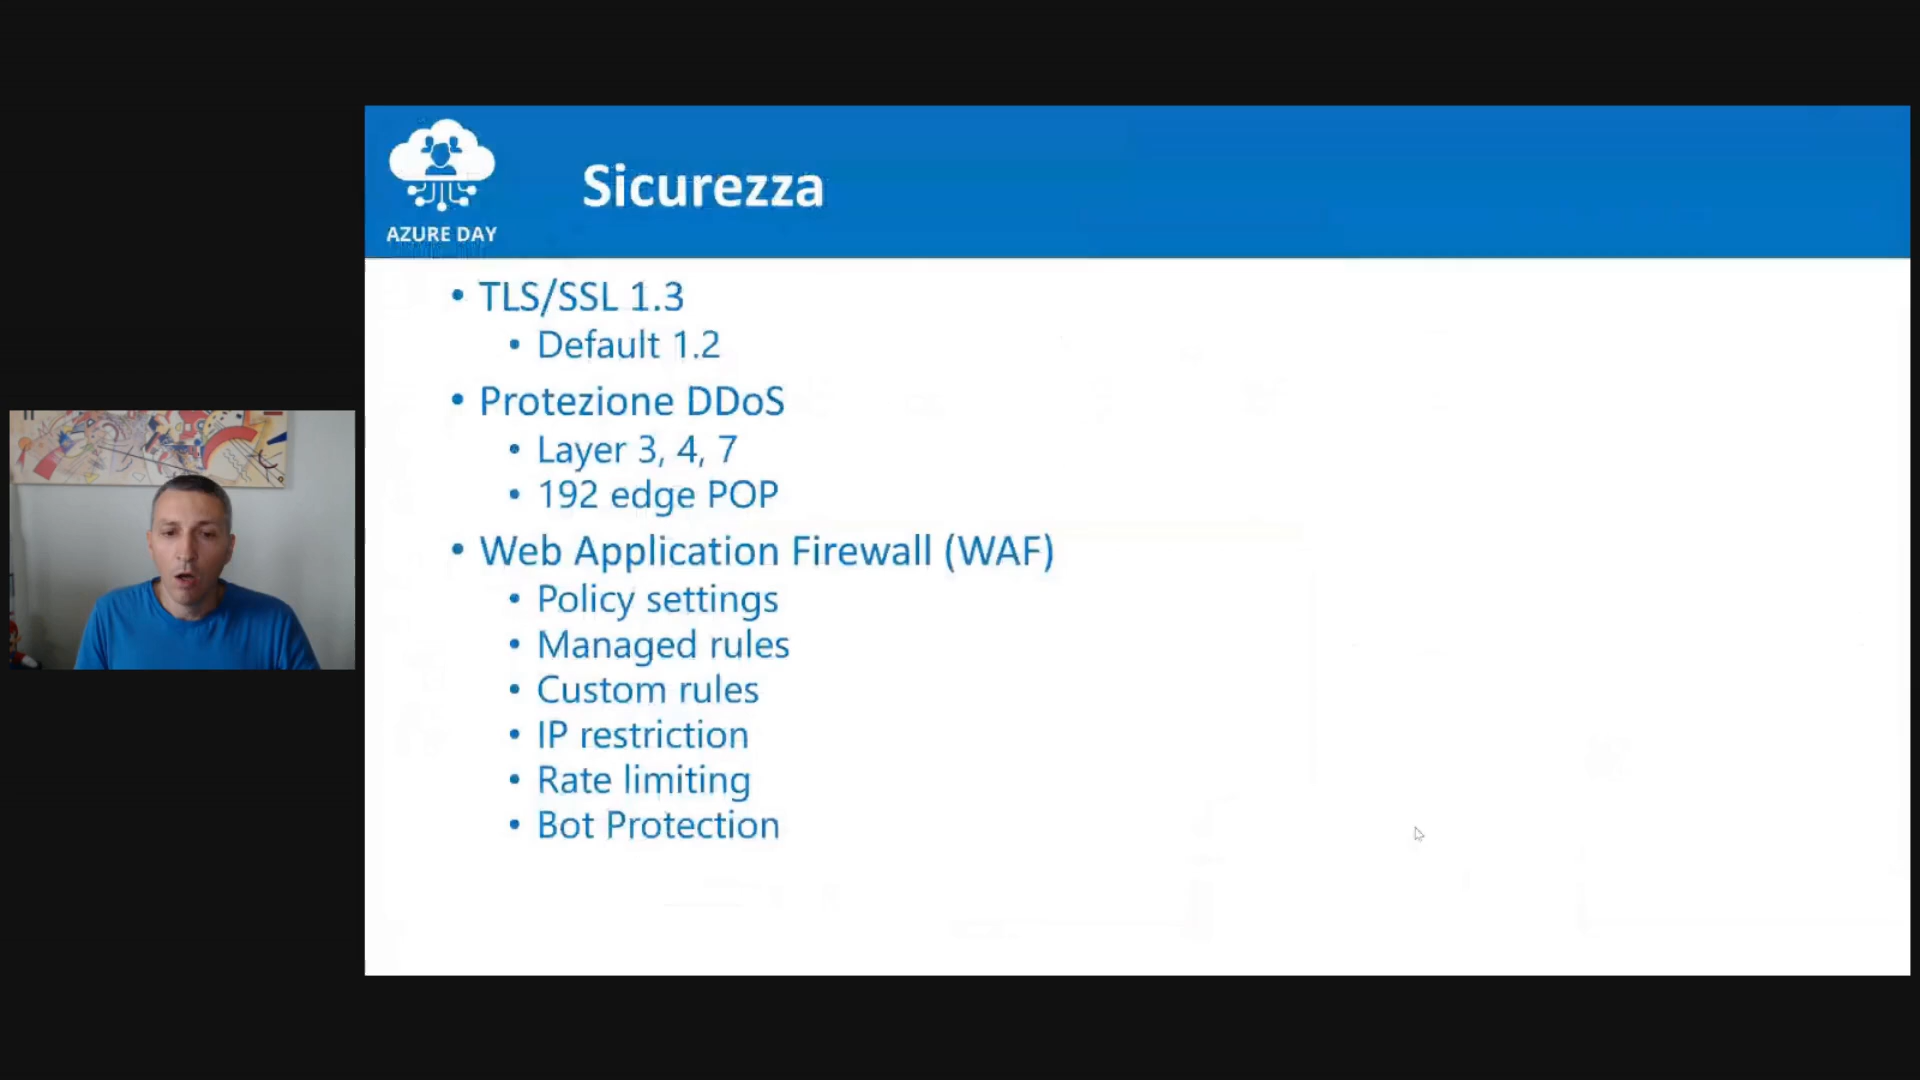 AZURE DAY
Sicurezza
• TLS/SSL 1.3
• Default 1.2
• Protezione DDoS
• Layer 3, 4, 7
• 192 edge POP
• Web Application Firewall (WAF)
• Policy settings
• Managed rules
• Custom rules
• IP restriction
• Rate limiting
• Bot Protection